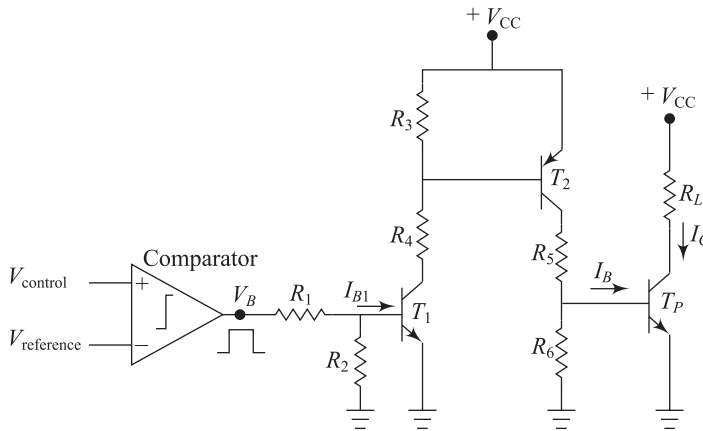 + V_CC
+ V_CC
R_3
T_2
R_L
R_4
I_C
R_5
Comparator
I_B
V_control
+
V_B
R_1
I_B1
T_1
T_P
V_reference
−
R_2
R_6